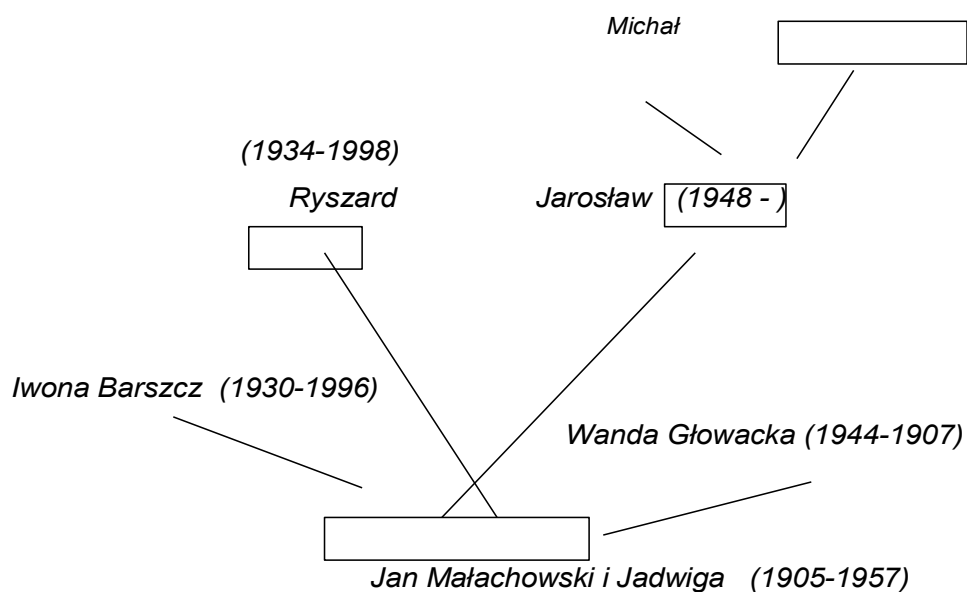 Michał
(1934-1998)
Ryszard
Jarosław (1948 - )
Iwona Barszcz (1930-1996)
Wanda Głowacka (1944-1907)
Jan Małachowski i Jadwiga (1905-1957)